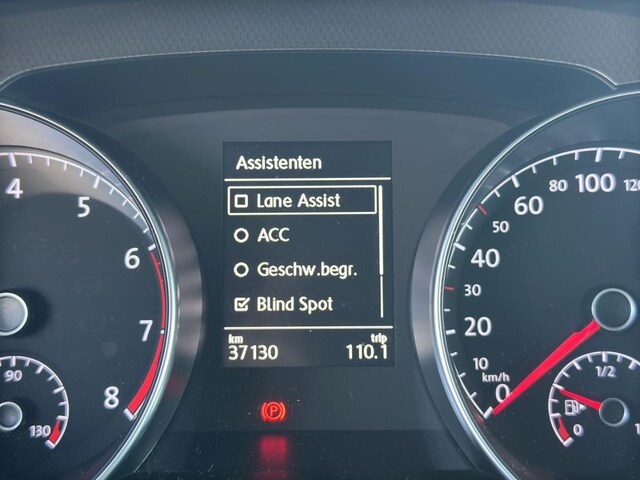 Assistenten
Lane Assist
ACC
Geschw.begr.
Blind Spot
km trip
37130 110.1
4
5
6
7
8
90
130
0
10
20
30
40
50
60
80
100
120
km/h
1/2
0
1
P